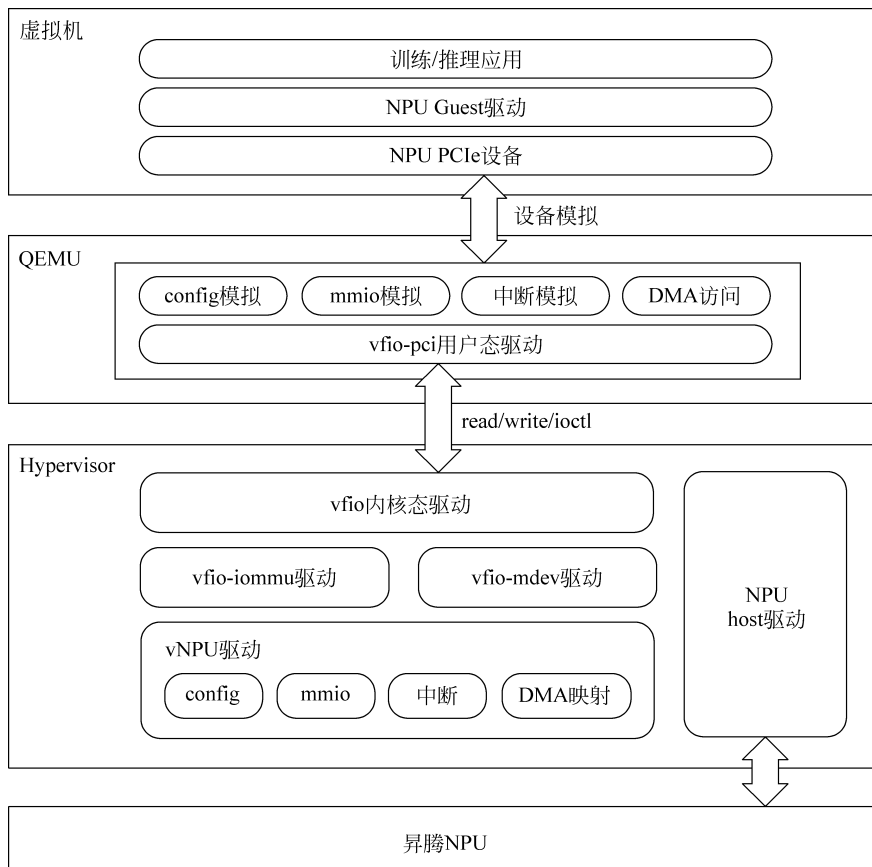 虚拟机
训练/推理应用
NPU Guest驱动
NPU PCIe设备
设备模拟
QEMU
config模拟
mmio模拟
中断模拟
DMA访问
vfio-pci用户态驱动
read/write/ioctl
Hypervisor
vfio内核态驱动
vfio-iommu驱动
vfio-mdev驱动
NPU
host驱动
vNPU驱动
config
mmio
中断
DMA映射
昇腾NPU